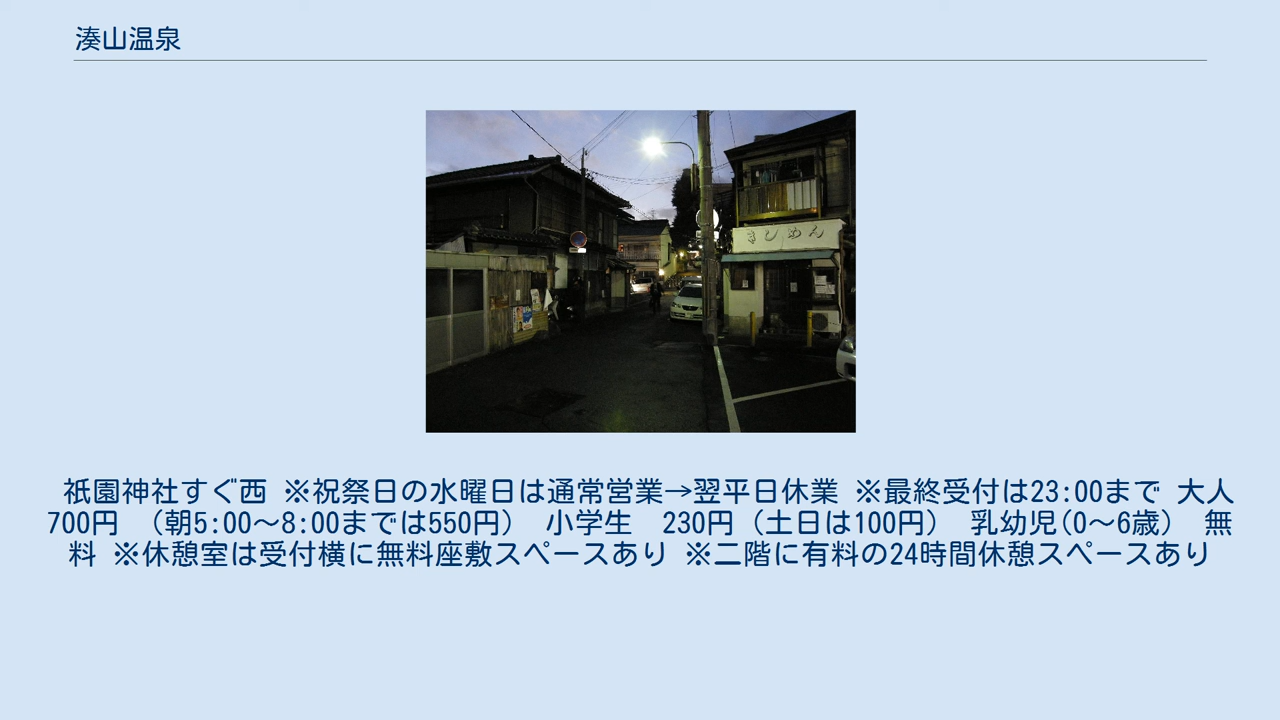 湊山温泉
きしめん
祇園神社すぐ西 ※祝祭日の水曜日は通常営業→翌平日休業 ※最終受付は23:00まで 大人
700円 （朝5:00～8:00までは550円） 小学生　230円（土日は100円） 乳幼児(0～6歳） 無
料 ※休憩室は受付横に無料座敷スペースあり ※二階に有料の24時間休憩スペースあり